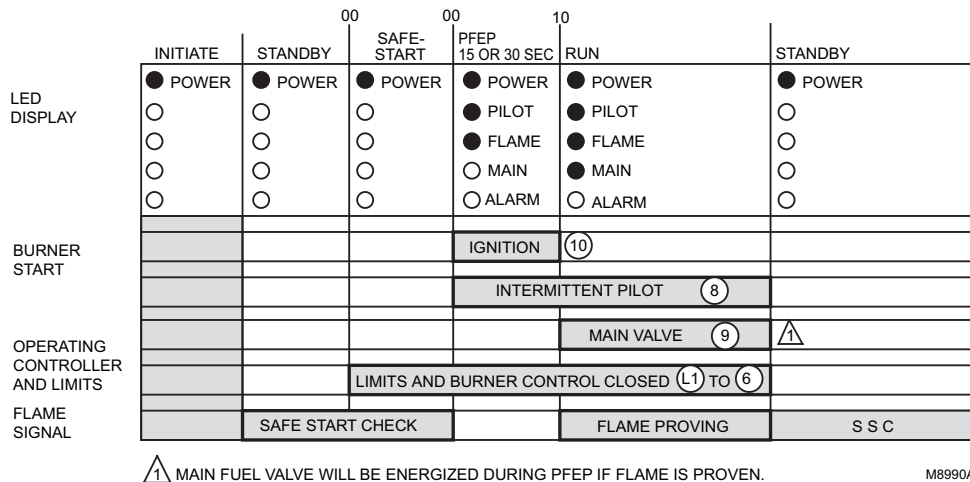 00 00 10
INITIATE STANDBY SAFE-START PFEP 15 OR 30 SEC RUN STANDBY
LED DISPLAY
POWER POWER POWER POWER POWER POWER
PILOT PILOT
FLAME FLAME
MAIN MAIN
ALARM ALARM
BURNER START
IGNITION 10
INTERMITTENT PILOT 8
MAIN VALVE 9 1
OPERATING CONTROLLER AND LIMITS
LIMITS AND BURNER CONTROL CLOSED L1 TO 6
FLAME SIGNAL
SAFE START CHECK FLAME PROVING S S C
1 MAIN FUEL VALVE WILL BE ENERGIZED DURING PFEP IF FLAME IS PROVEN.
M8990A